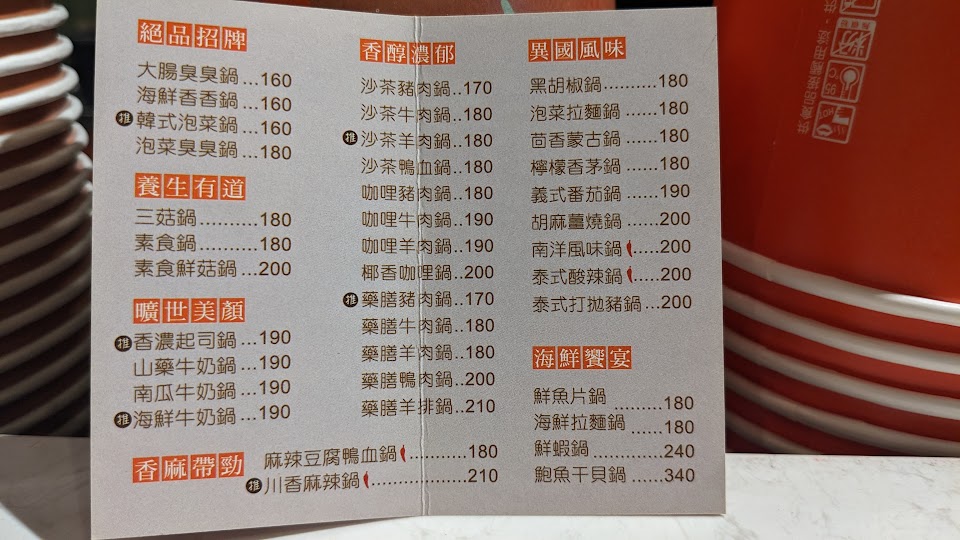 絕品招牌
大腸臭臭鍋...160
海鮮香香鍋...160
推 韓式泡菜鍋...160
泡菜臭臭鍋...180
養生有道
三菇鍋..........180
素食鍋..........180
素食鮮菇鍋...200
曠世美顏
推 香濃起司鍋...190
山藥牛奶鍋...190
南瓜牛奶鍋...190
推 海鮮牛奶鍋...190
香麻帶勁
麻辣豆腐鴨血鍋...........180
推 川香麻辣鍋..................210
香醇濃郁
沙茶豬肉鍋..170
沙茶牛肉鍋..180
推 沙茶羊肉鍋..180
沙茶鴨血鍋..180
咖哩豬肉鍋..180
咖哩牛肉鍋..190
咖哩羊肉鍋..190
椰香咖哩鍋..200
推 藥膳豬肉鍋..170
藥膳牛肉鍋..180
藥膳羊肉鍋..180
藥膳鴨肉鍋..200
藥膳羊排鍋..210
異國風味
黑胡椒鍋..........180
泡菜拉麵鍋......180
茴香蒙古鍋......180
檸檬香茅鍋......180
義式番茄鍋......190
胡麻薑燒鍋......200
南洋風味鍋.....200
泰式酸辣鍋.....200
泰式打拋豬鍋...200
海鮮饗宴
鮮魚片鍋..........180
海鮮拉麵鍋......180
鮮蝦鍋.............240
鮑魚干貝鍋......340
95°C